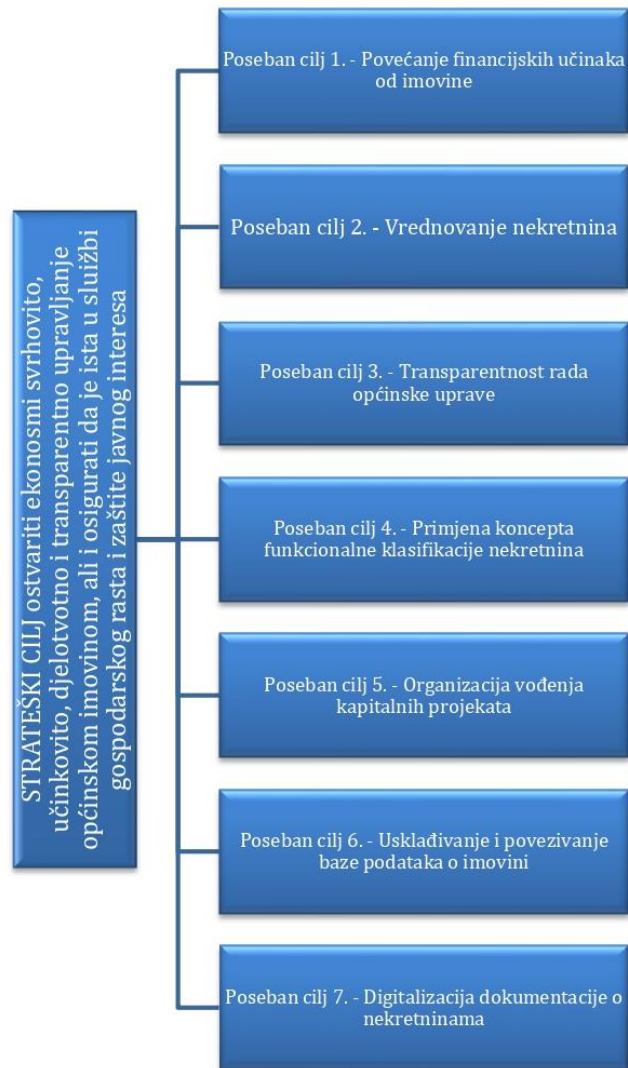 STRATEŠKI CILJ ostvariti ekonosmi svrhovito,
učinkovito, djelotvotno i transparentno upravljanje
općinskom imovinom, ali i osigurati da je ista u sluižbi
gospodarskog rasta i zaštite javnog interesa
Poseban cilj 1. - Povećanje financijskih učinaka
od imovine
Poseban cilj 2. - Vrednovanje nekretnina
Poseban cilj 3. - Transparentnost rada
općinske uprave
Poseban cilj 4. - Primjena koncepta
funkcionalne klasifikacije nekretnina
Poseban cilj 5. - Organizacija vođenja
kapitalnih projekata
Poseban cilj 6. - Usklađivanje i povezivanje
baze podataka o imovini
Poseban cilj 7. - Digitalizacija dokumentacije o
nekretninama